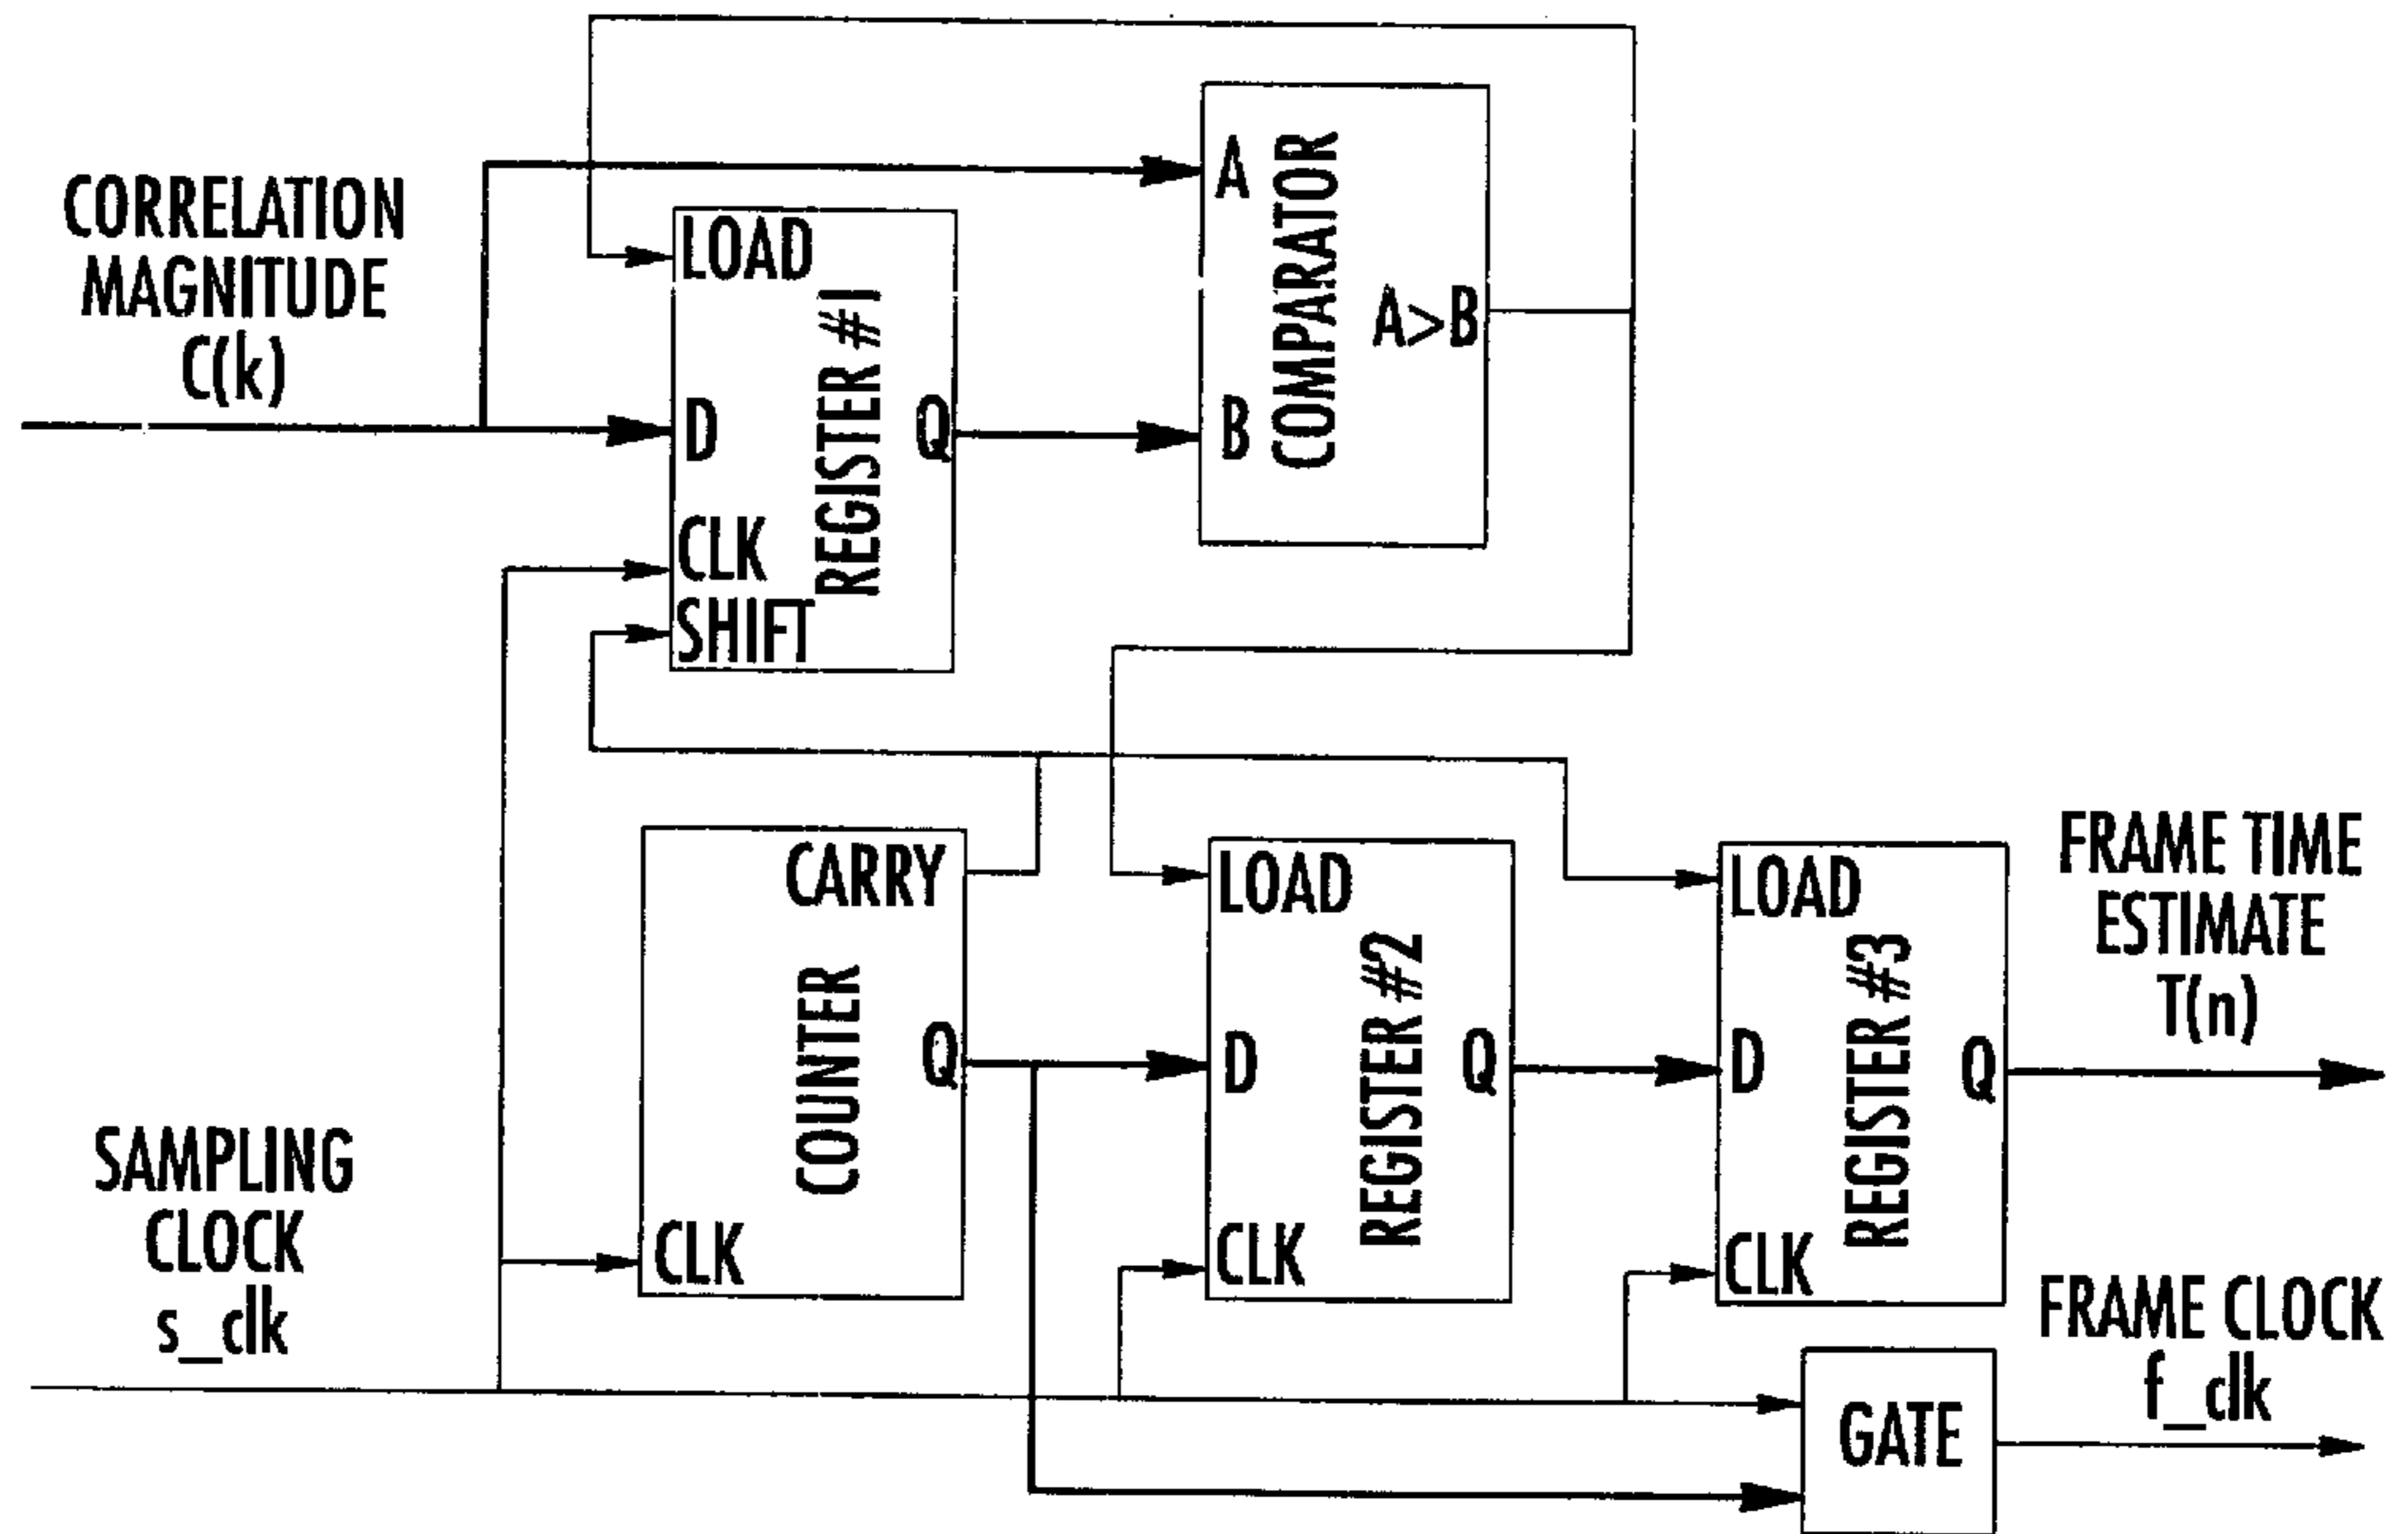 CORRELATION
MAGNITUDE
C(k)
LOAD
D
CLK
SHIFT
Q
REGISTER #1
A
B
A>B
COMPARATOR
CARRY
Q
CLK
COUNTER
LOAD
D
CLK
Q
REGISTER #2
LOAD
D
CLK
Q
REGISTER #3
FRAME TIME
ESTIMATE
T(n)
SAMPLING
CLOCK
s_clk
GATE
FRAME CLOCK
f_clk